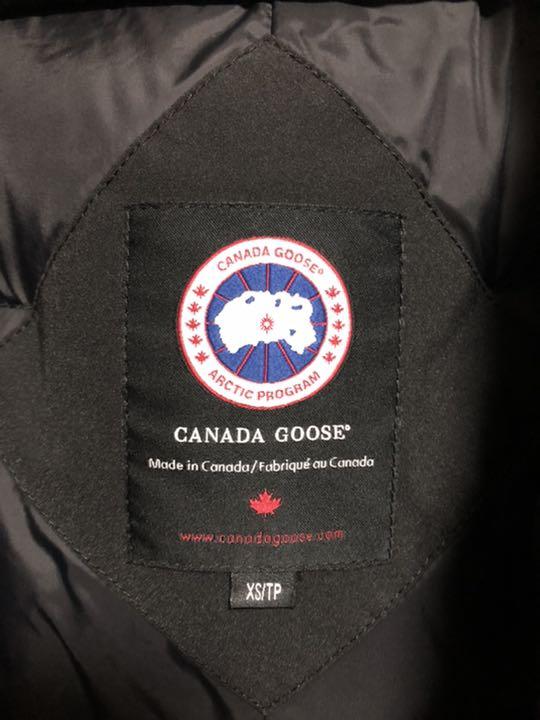 CANADA GOOSE®
ARCTIC PROGRAM
CANADA GOOSE®
Made in Canada/Fabriqué au Canada
www.canadagoose.com
XS/TP